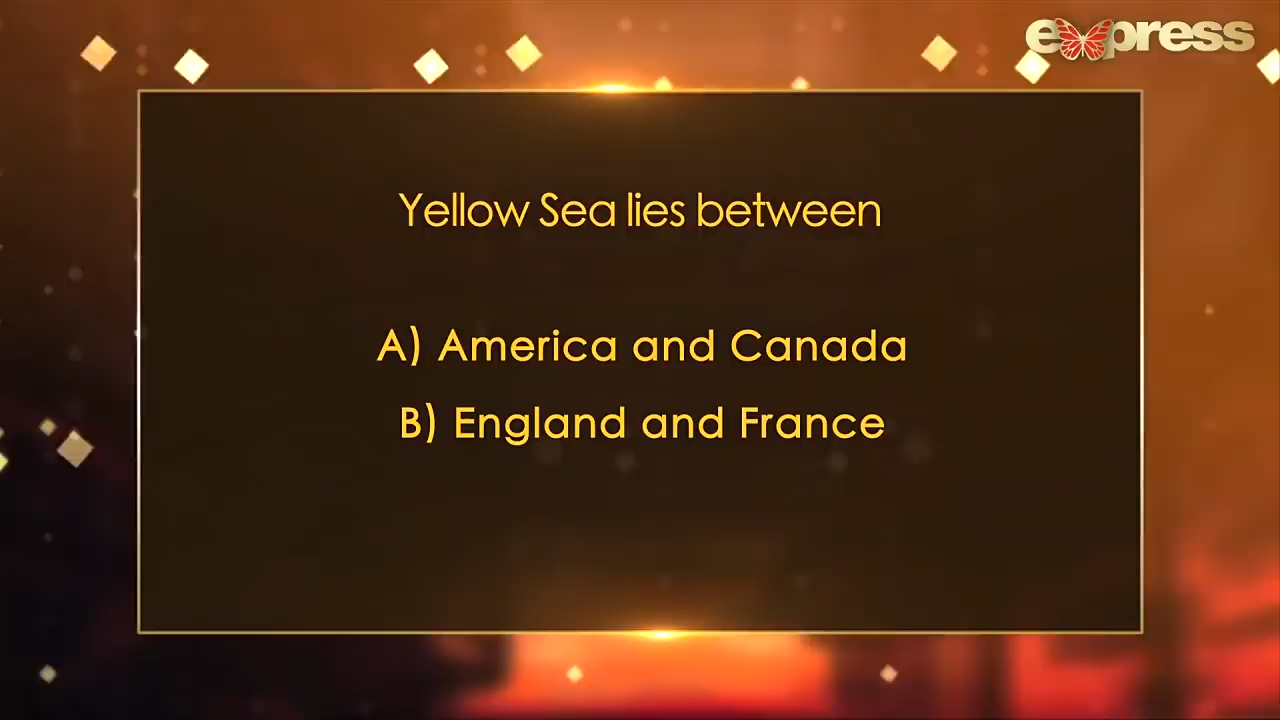 express
Yellow Sea lies between
A) America and Canada
B) England and France